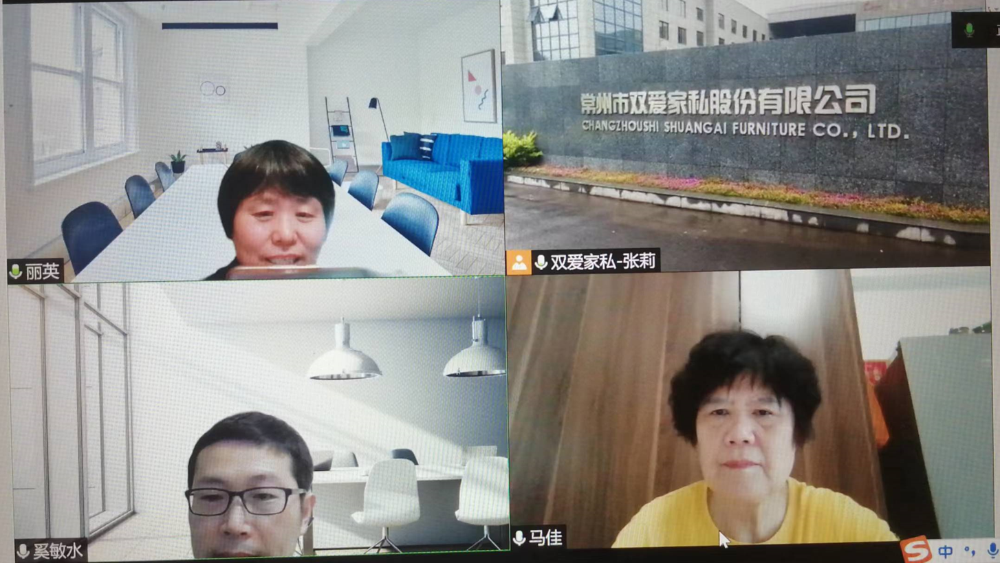 常州市双爱家私股份有限公司
CHANGZHOUSHI SHUANGAI FURNITURE CO., LTD.
丽英
双爱家私-张莉
奚敏水
马佳
中